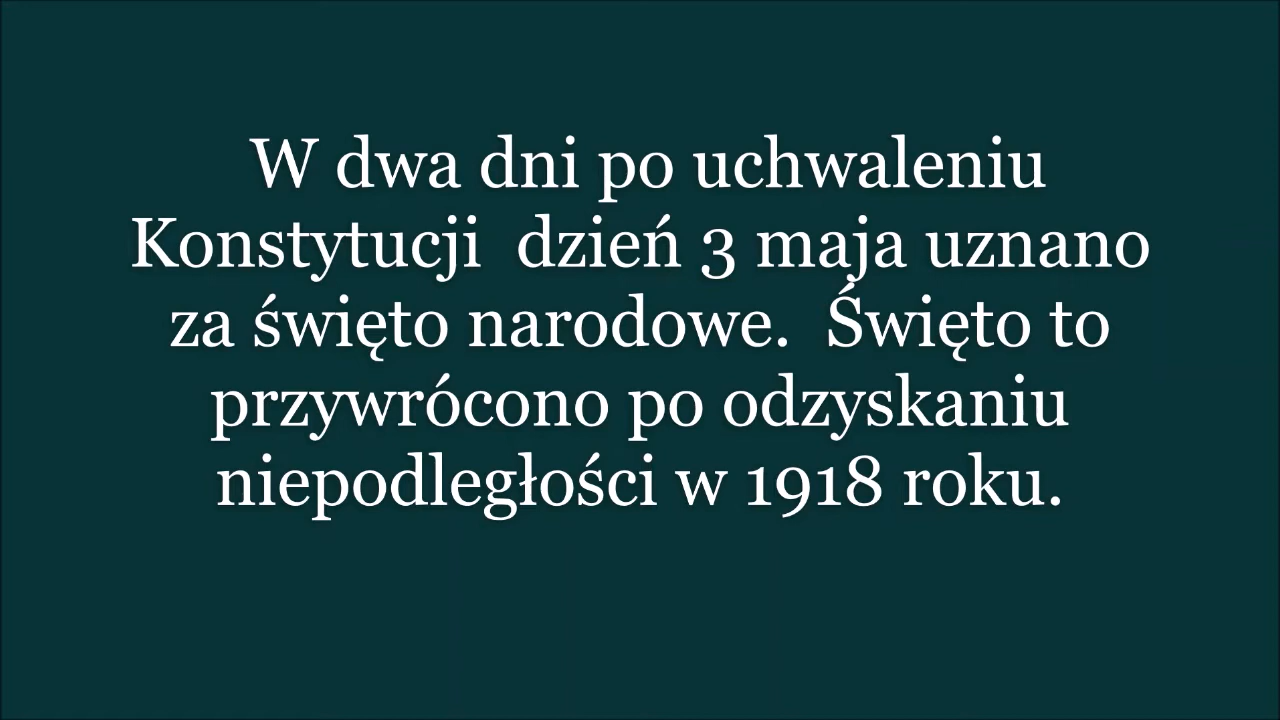 W dwa dni po uchwaleniu
Konstytucji  dzień 3 maja uznano
za święto narodowe.  Święto to
przywrócono po odzyskaniu
niepodległości w 1918 roku.